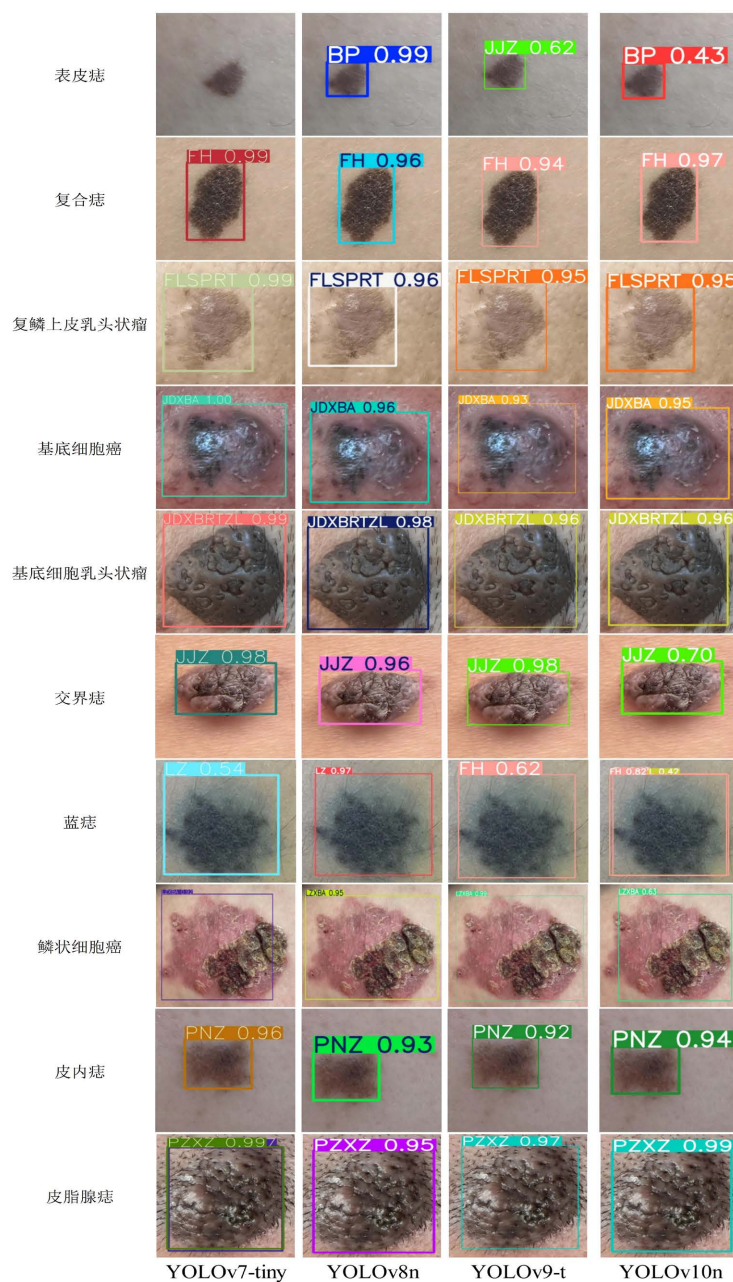 表皮痣
BP 0.99
JJZ 0.62
BP 0.43
复合痣
FH 0.99
FH 0.96
FH 0.94
FH 0.97
复鳞上皮乳头状瘤
FLSPRT 0.99
FLSPRT 0.96
FLSPRT 0.95
FLSPRT 0.95
基底细胞癌
JDXBA 1.00
JDXBA 0.96
JDXBA 0.93
JDXBA 0.95
基底细胞乳头状瘤
JDXBRTZL 0.99
JDXBRTZL 0.98
JDXBRTZL 0.96
JDXBRTZL 0.96
交界痣
JJZ 0.98
JJZ 0.96
JJZ 0.98
JJZ 0.70
蓝痣
LZ 0.54
LZ 0.97
FH 0.62
FH 0.82
0.42
鳞状细胞癌
LZXBA 0.95
LZXBA 0.63
皮内痣
PNZ 0.96
PNZ 0.93
PNZ 0.92
PNZ 0.94
皮脂腺痣
PZXZ 0.99
PZXZ 0.95
PZXZ 0.97
PZXZ 0.99
YOLOv7-tiny
YOLOv8n
YOLOv9-t
YOLOv10n